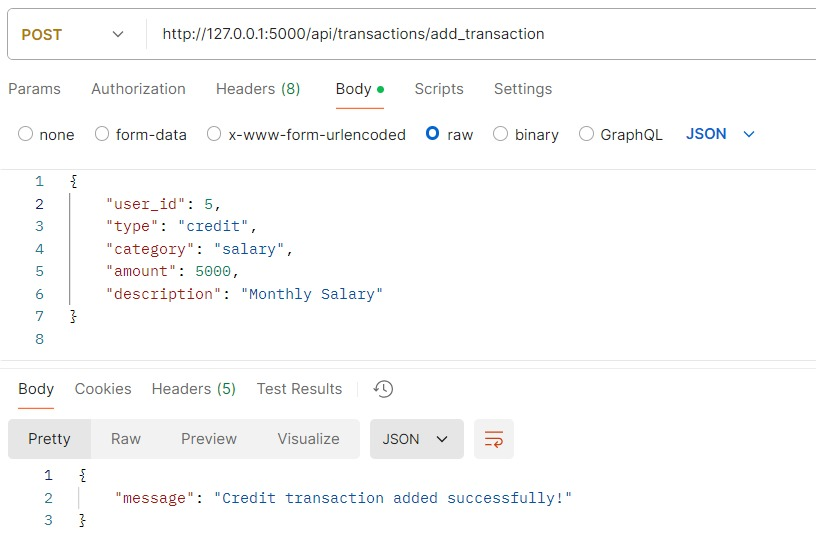 POST http://127.0.0.1:5000/api/transactions/add_transaction
Params Authorization Headers (8) Body Scripts Settings
none form-data x-www-form-urlencoded raw binary GraphQL JSON
1 {
2 "user_id": 5,
3 "type": "credit",
4 "category": "salary",
5 "amount": 5000,
6 "description": "Monthly Salary"
7 }
8
Body Cookies Headers (5) Test Results
Pretty Raw Preview Visualize JSON
1 {
2 "message": "Credit transaction added successfully!"
3 }